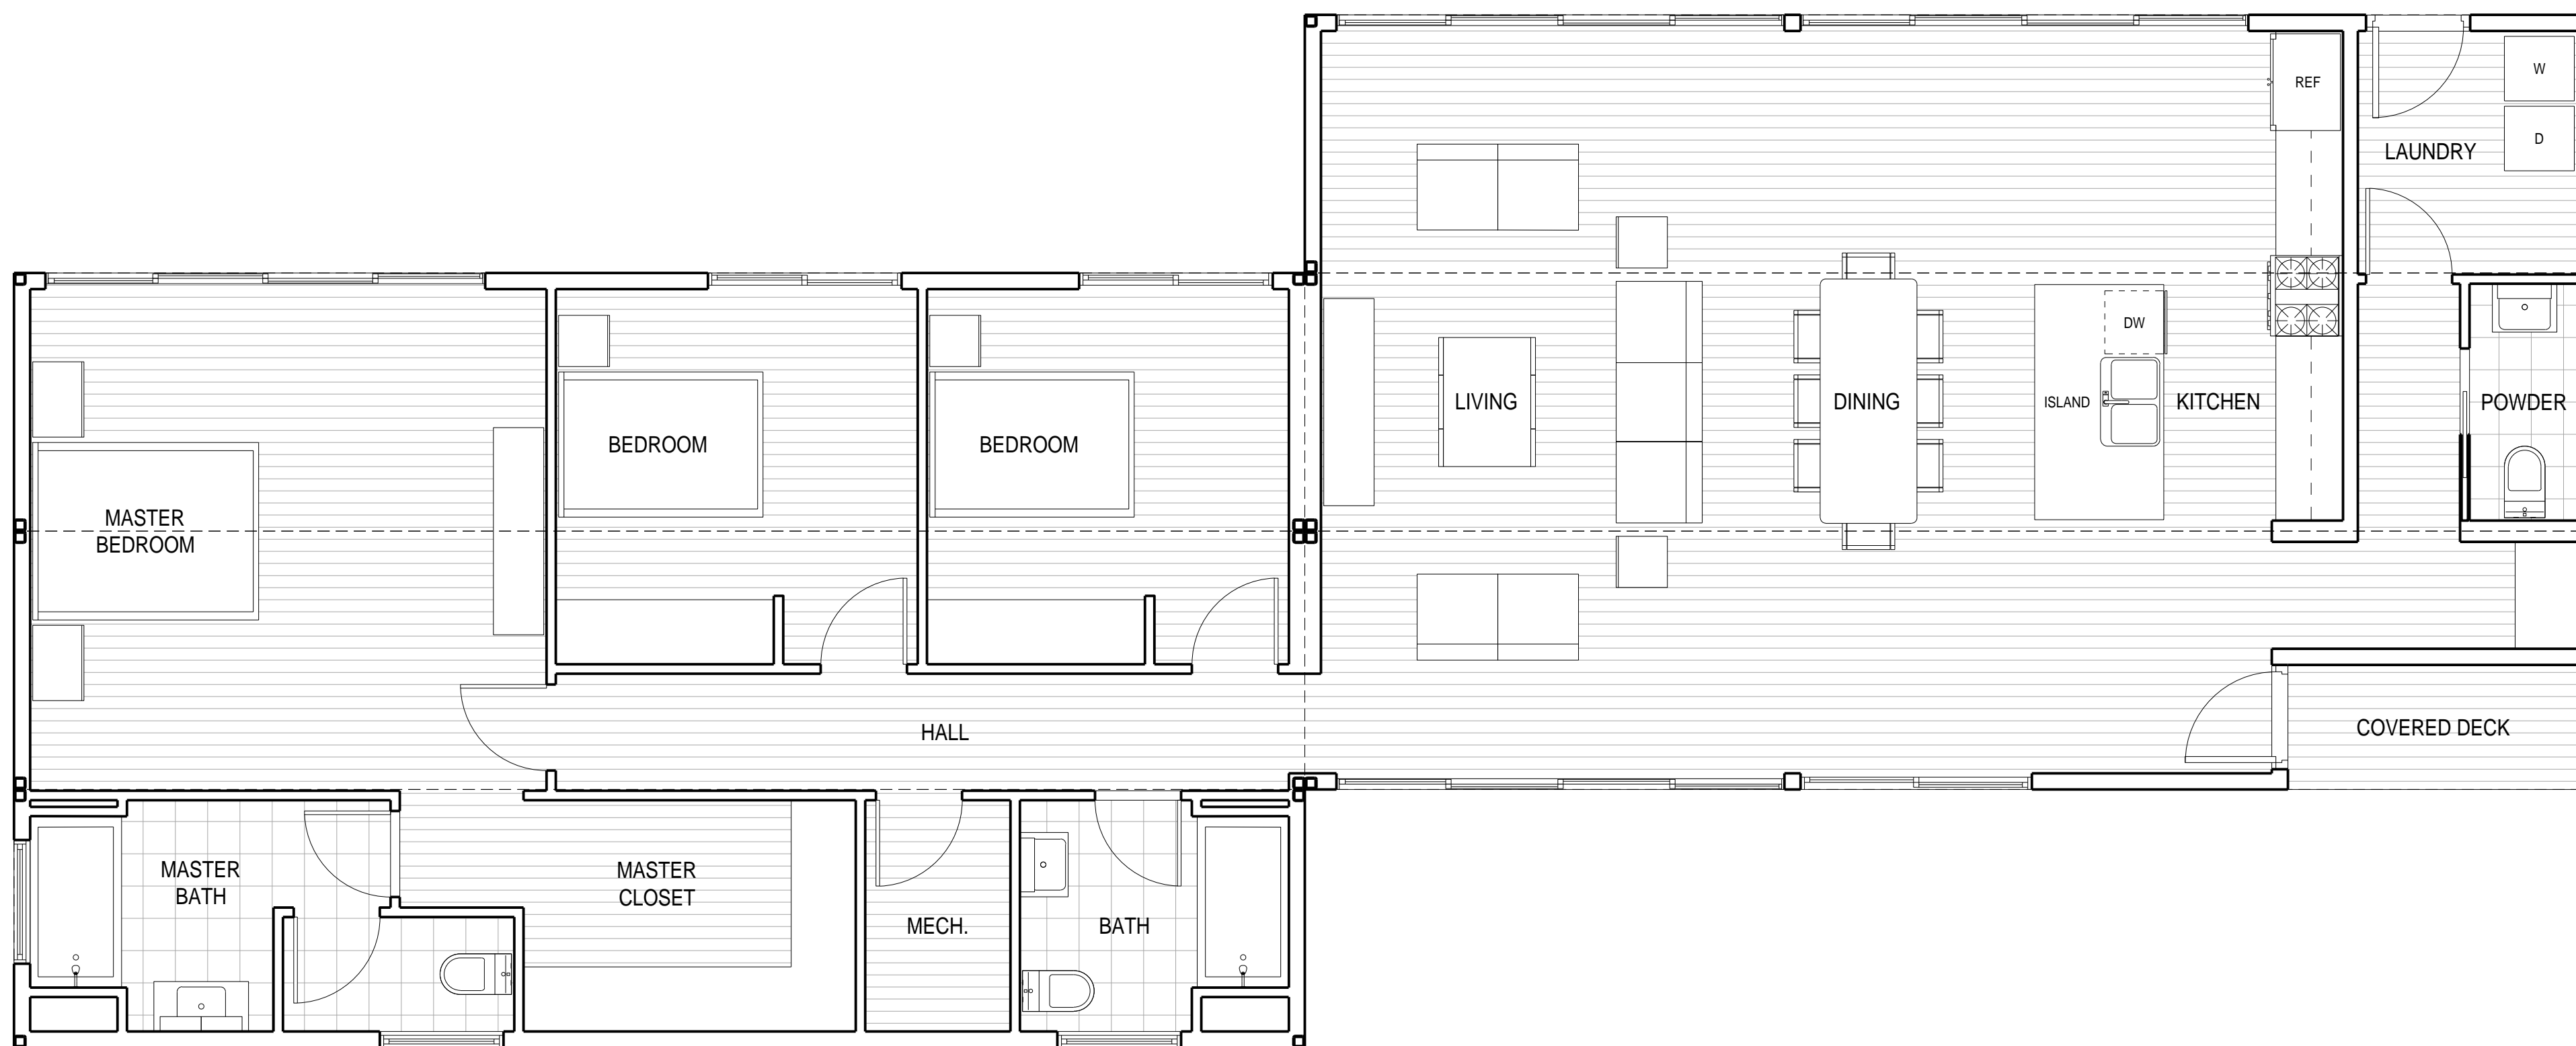 W
REF
D
LAUNDRY
DW
LIVING
DINING
ISLAND
KITCHEN
POWDER
BEDROOM
BEDROOM
MASTER
BEDROOM
HALL
COVERED DECK
MASTER
BATH
MASTER
CLOSET
MECH.
BATH